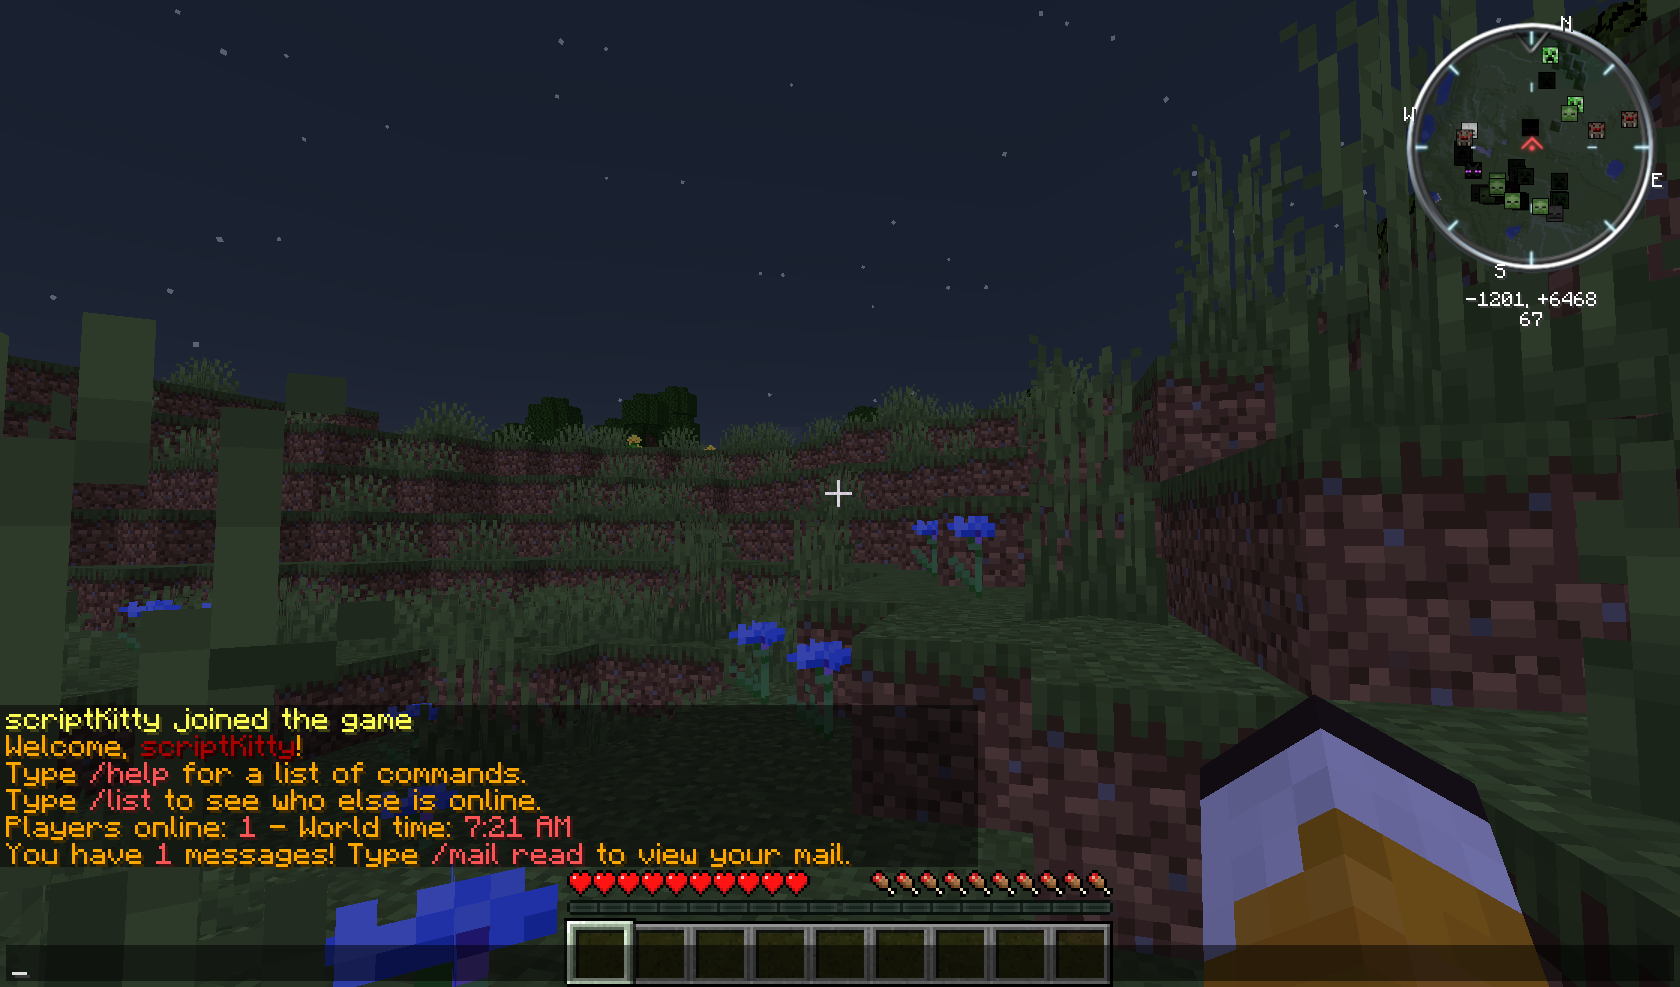 N
W
E
S
-1201, +6468
67
scriptKitty joined the game
Welcome, scriptKitty!
Type /help for a list of commands.
Type /list to see who else is online.
Players online: 1 - World time: 7:21 AM
You have 1 messages! Type /mail read to view your mail.
_